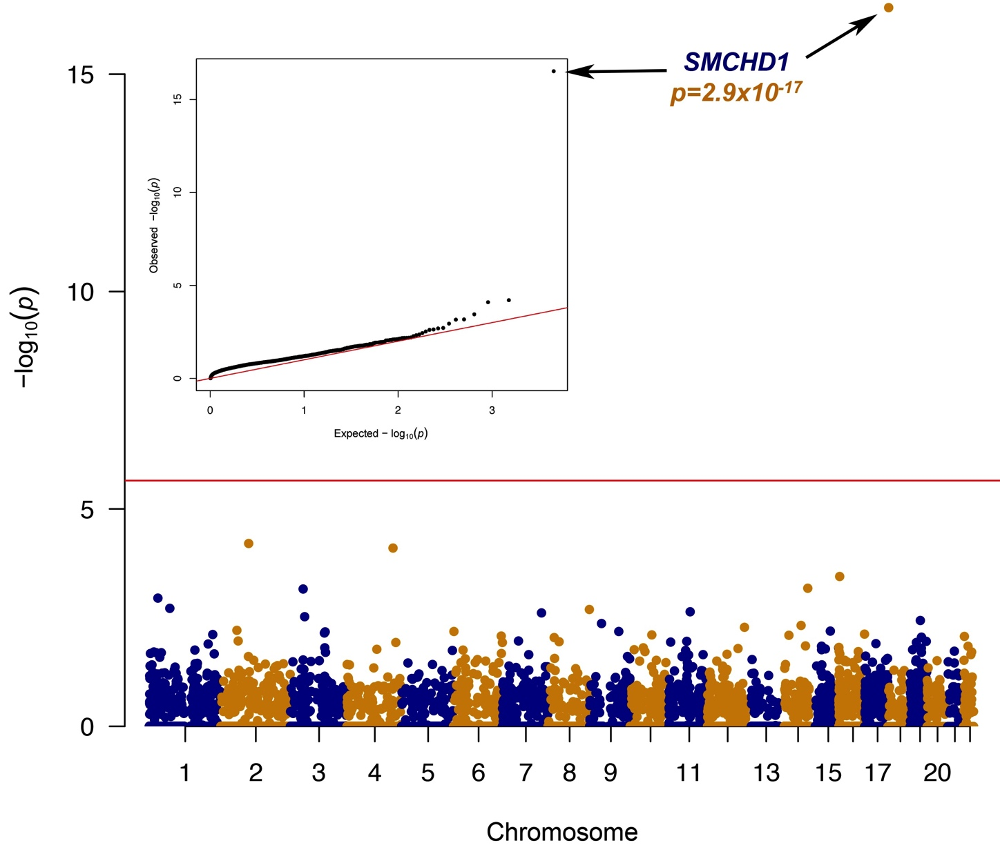 SMCHD1
p=2.9x10⁻¹⁷
−log₁₀(p)
15
10
5
0
Observed −log₁₀(p)
15
10
5
0
0 1 2 3
Expected − log₁₀(p)
1 2 3 4 5 6 7 8 9 11 13 15 17 20
Chromosome